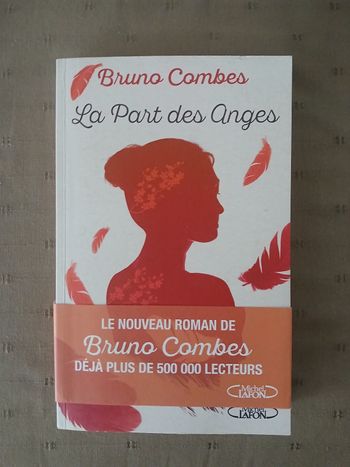 Bruno Combes
La Part des Anges
LE NOUVEAU ROMAN DE
Bruno Combes
DÉJÀ PLUS DE 500 000 LECTEURS
Michel
LAFON
Michel
LAFON